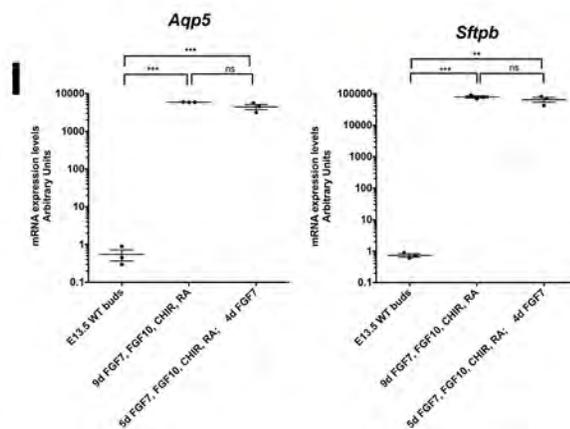 Aqp5
***
***
ns
mRNA expression levels
Arbitrary Units
10000
1000
100
10
1
0.1
E13.5 WT buds
9d FGF7, FGF10, CHIR, RA
5d FGF7, FGF10, CHIR, RA; 4d FGF7
Sftpb
**
***
ns
mRNA expression levels
Arbitrary Units
100000
10000
1000
100
10
1
0.1
E13.5 WT buds
9d FGF7, FGF10, CHIR, RA
5d FGF7, FGF10, CHIR, RA; 4d FGF7